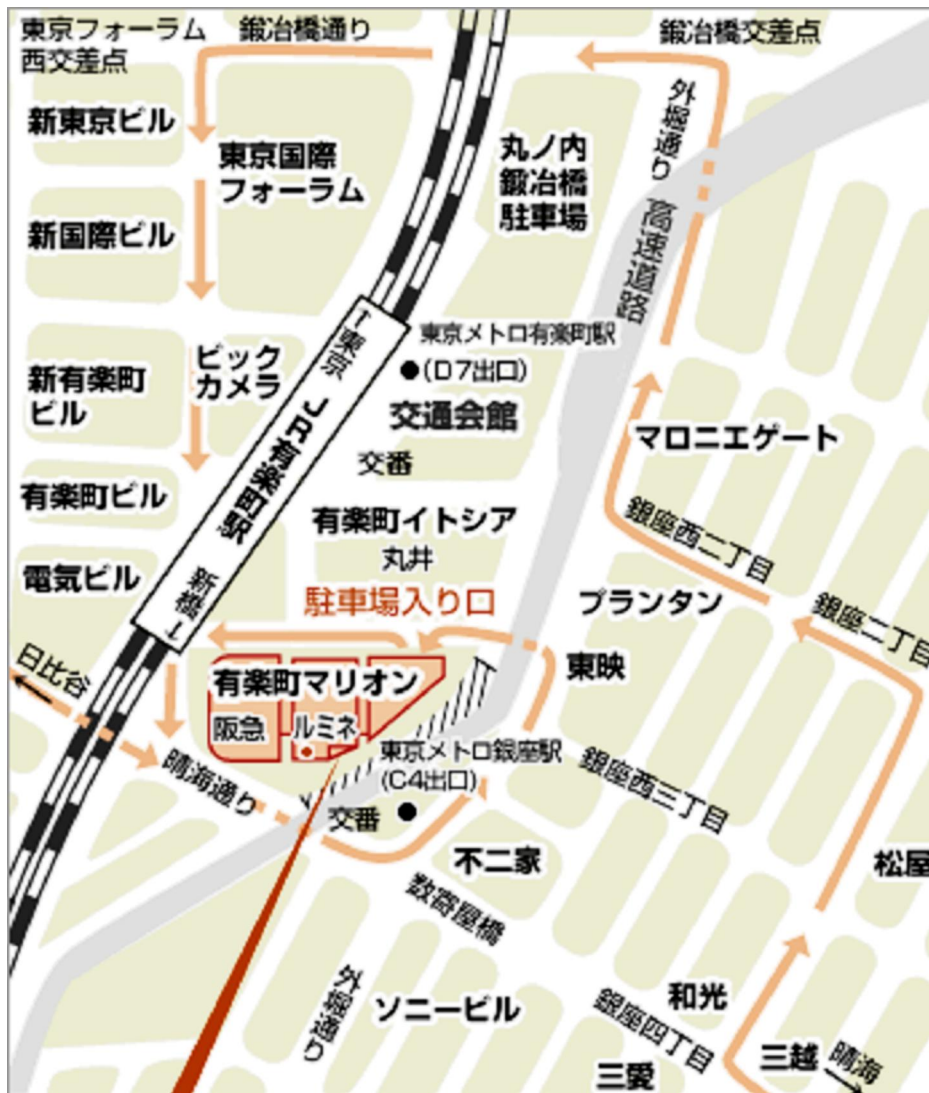 東京フォーラム
西交差点
鍛冶橋通り
鍛冶橋交差点
外堀通り
新東京ビル
東京国際
フォーラム
丸ノ内
鍛冶橋
駐車場
新国際ビル
高速道路
↑東京
JR有楽町駅
新橋↓
東京メトロ有楽町駅
(D7出口)
ビック
カメラ
新有楽町
ビル
交通会館
マロニエゲート
交番
有楽町ビル
有楽町イトシア
丸井
銀座西二丁目
電気ビル
駐車場入り口
プランタン
銀座二丁目
日比谷
有楽町マリオン
阪急
ルミネ
東映
東京メトロ銀座駅
(C4出口)
銀座西三丁目
晴海通り
交番
不二家
松屋
数寄屋橋
外堀通り
ソニービル
和光
銀座四丁目
三越
晴海
三愛